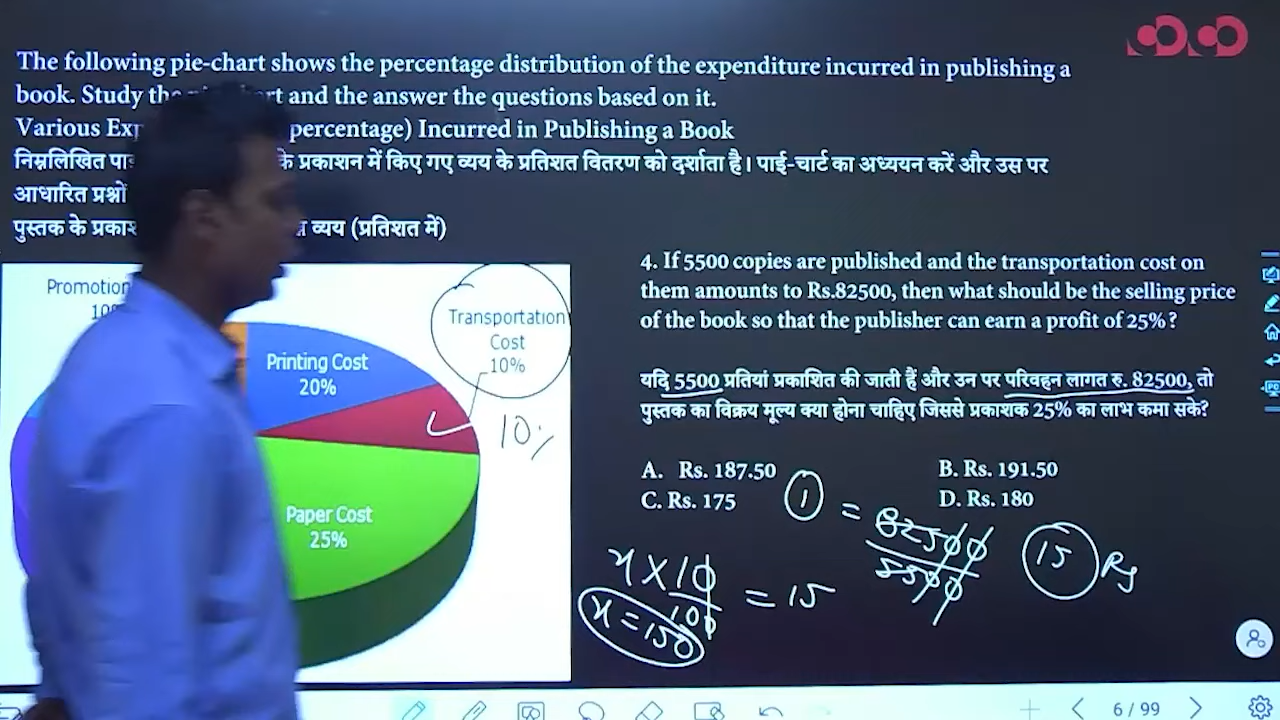 The following pie-chart shows the percentage distribution of the expenditure incurred in publishing a
book. Study the and the answer the questions based on it.
Various percentage) Incurred in Publishing a Book
निम्नलिखित के प्रकाशन में किए गए व्यय के प्रतिशत वितरण को दर्शाता है। पाई-चार्ट का अध्ययन करें और उस पर
आधारित प्रश्नों
पुस्तक के व्यय (प्रतिशत में)
Promotion
Transportation
Cost
10%
Printing Cost
20%
10%
Paper Cost
25%
4. If 5500 copies are published and the transportation cost on
them amounts to Rs.82500, then what should be the selling price
of the book so that the publisher can earn a profit of 25%?
यदि 5500 प्रतियां प्रकाशित की जाती हैं और उन पर परिवहन लागत रु. 82500, तो
पुस्तक का विक्रय मूल्य क्या होना चाहिए जिससे प्रकाशक 25% का लाभ कमा सके?
A. Rs. 187.50 B. Rs. 191.50
C. Rs. 175 D. Rs. 180
1 = 82500 / 5500 15 Rs
x × 10 / 100 = 15
x = 150
6 / 99